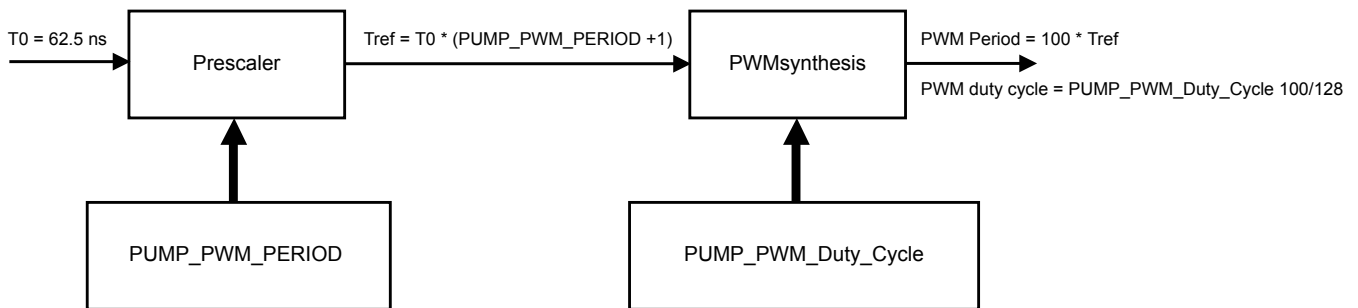 T0 = 62.5 ns
Prescaler
Tref = T0 * (PUMP_PWM_PERIOD +1)
PWMsynthesis
PWM Period = 100 * Tref
PWM duty cycle = PUMP_PWM_Duty_Cycle 100/128
PUMP_PWM_PERIOD
PUMP_PWM_Duty_Cycle